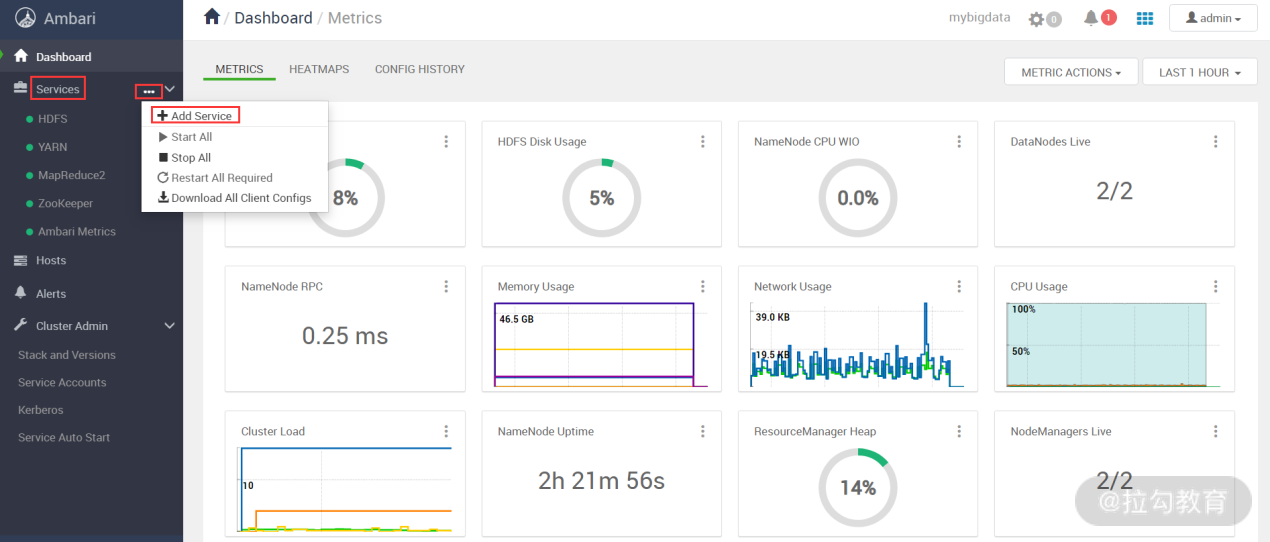 Ambari
Dashboard / Metrics
mybigdata
0
1
admin
Dashboard
Services
...
HDFS
YARN
MapReduce2
ZooKeeper
Ambari Metrics
Hosts
Alerts
Cluster Admin
Stack and Versions
Service Accounts
Kerberos
Service Auto Start
Add Service
Start All
Stop All
Restart All Required
Download All Client Configs
METRICS
HEATMAPS
CONFIG HISTORY
METRIC ACTIONS
LAST 1 HOUR
8%
HDFS Disk Usage
5%
NameNode CPU WIO
0.0%
DataNodes Live
2/2
NameNode RPC
0.25 ms
Memory Usage
46.5 GB
Network Usage
39.0 KB
19.5 KB
CPU Usage
100%
50%
Cluster Load
10
NameNode Uptime
2h 21m 56s
ResourceManager Heap
14%
NodeManagers Live
2/2
@拉勾教育